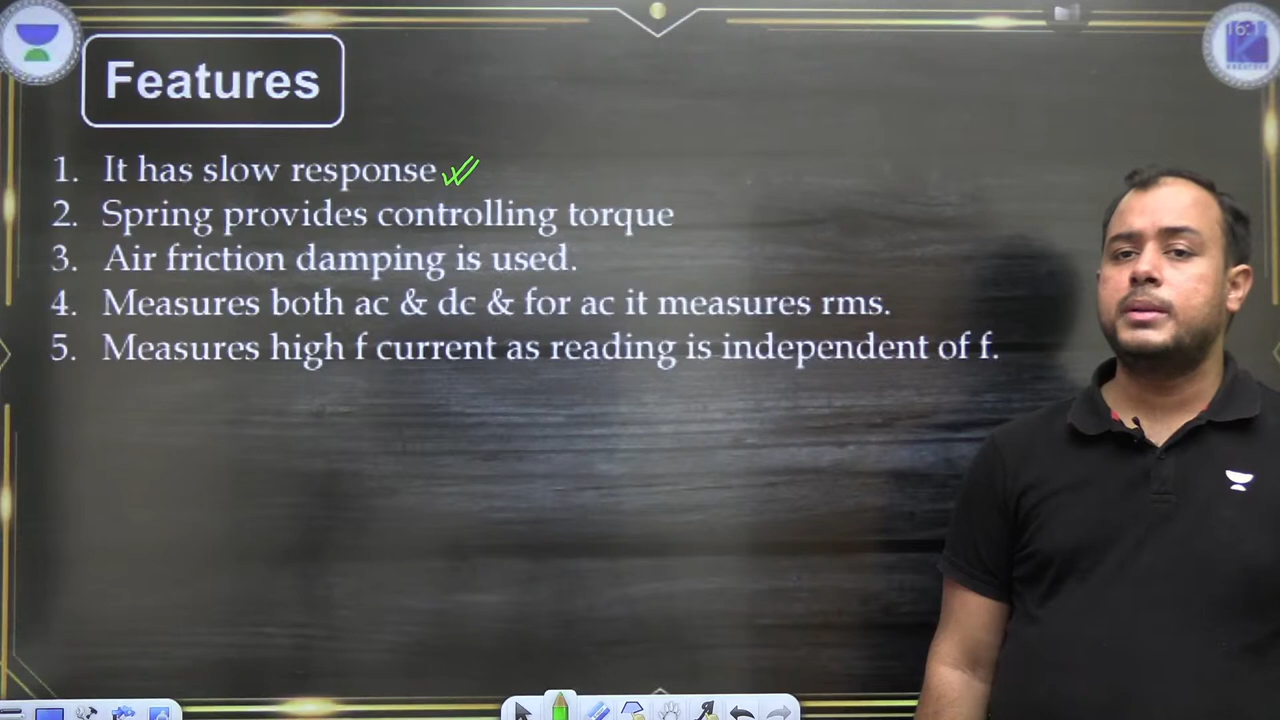 Features
1. It has slow response
2. Spring provides controlling torque
3. Air friction damping is used.
4. Measures both ac & dc & for ac it measures rms.
5. Measures high f current as reading is independent of f.